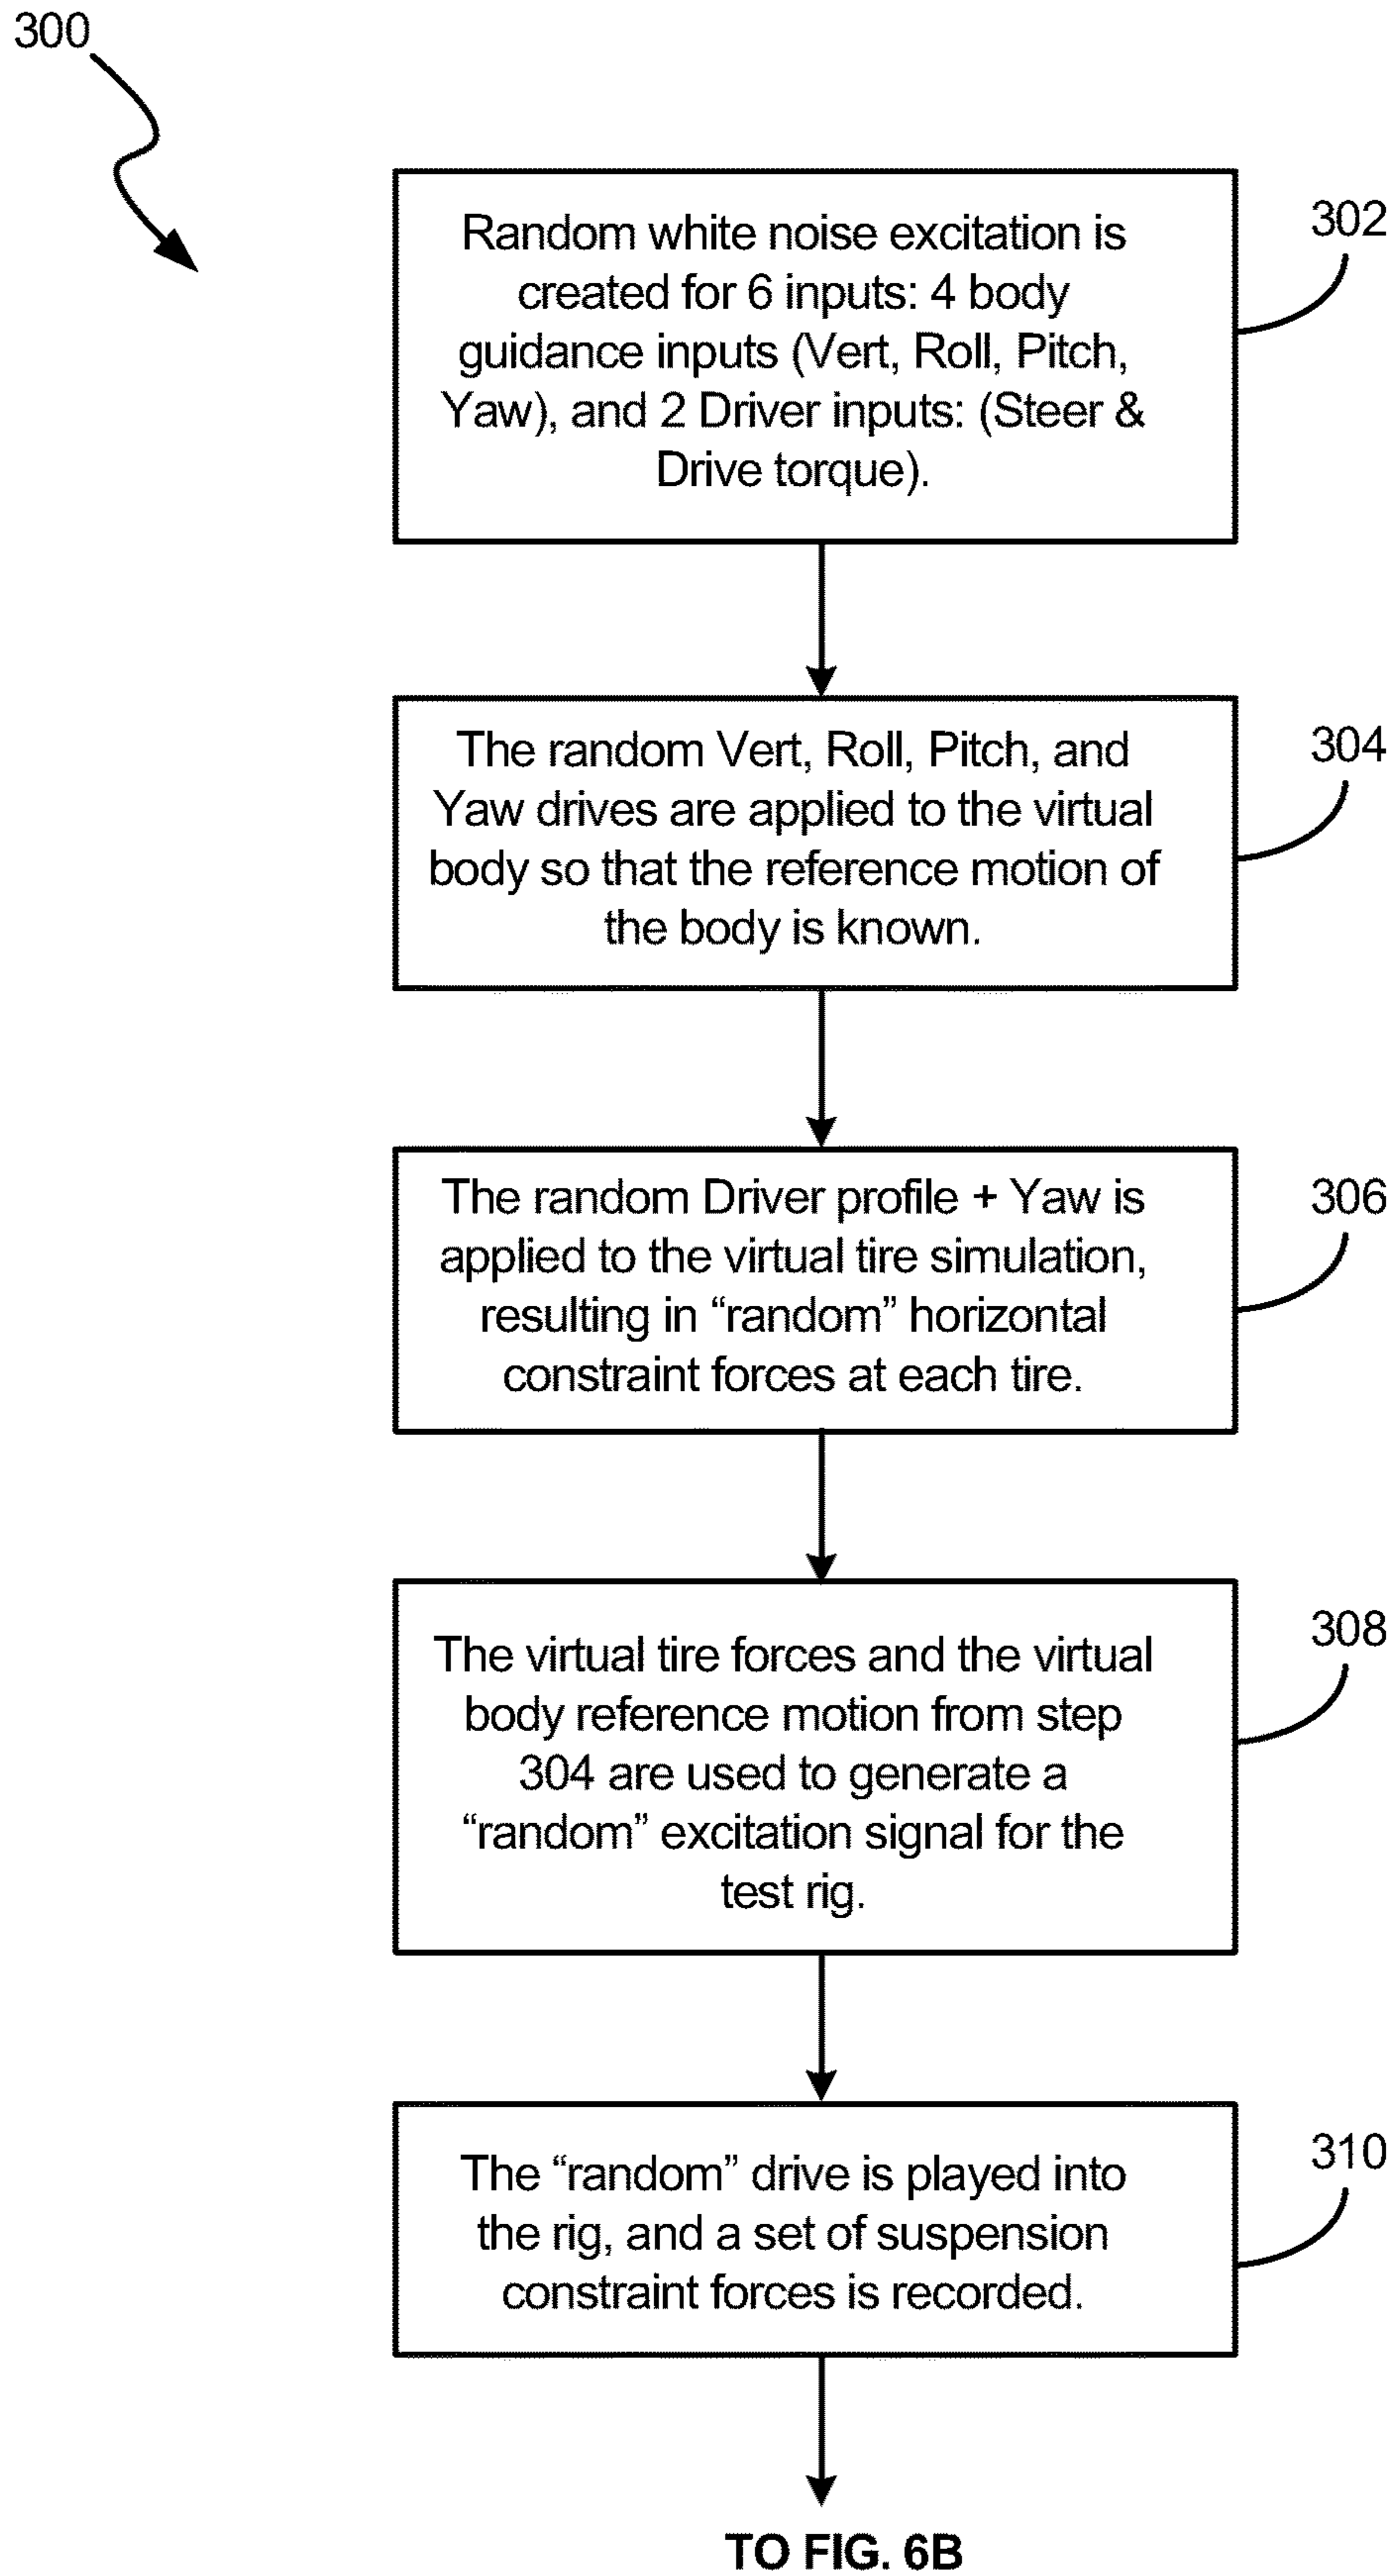 300
Random white noise excitation is
created for 6 inputs: 4 body
guidance inputs (Vert, Roll, Pitch,
Yaw), and 2 Driver inputs: (Steer &
Drive torque).
302
The random Vert, Roll, Pitch, and
Yaw drives are applied to the virtual
body so that the reference motion of
the body is known.
304
The random Driver profile + Yaw is
applied to the virtual tire simulation,
resulting in “random” horizontal
constraint forces at each tire.
306
The virtual tire forces and the virtual
body reference motion from step
304 are used to generate a
“random” excitation signal for the
test rig.
308
The “random” drive is played into
the rig, and a set of suspension
constraint forces is recorded.
310
TO FIG. 6B